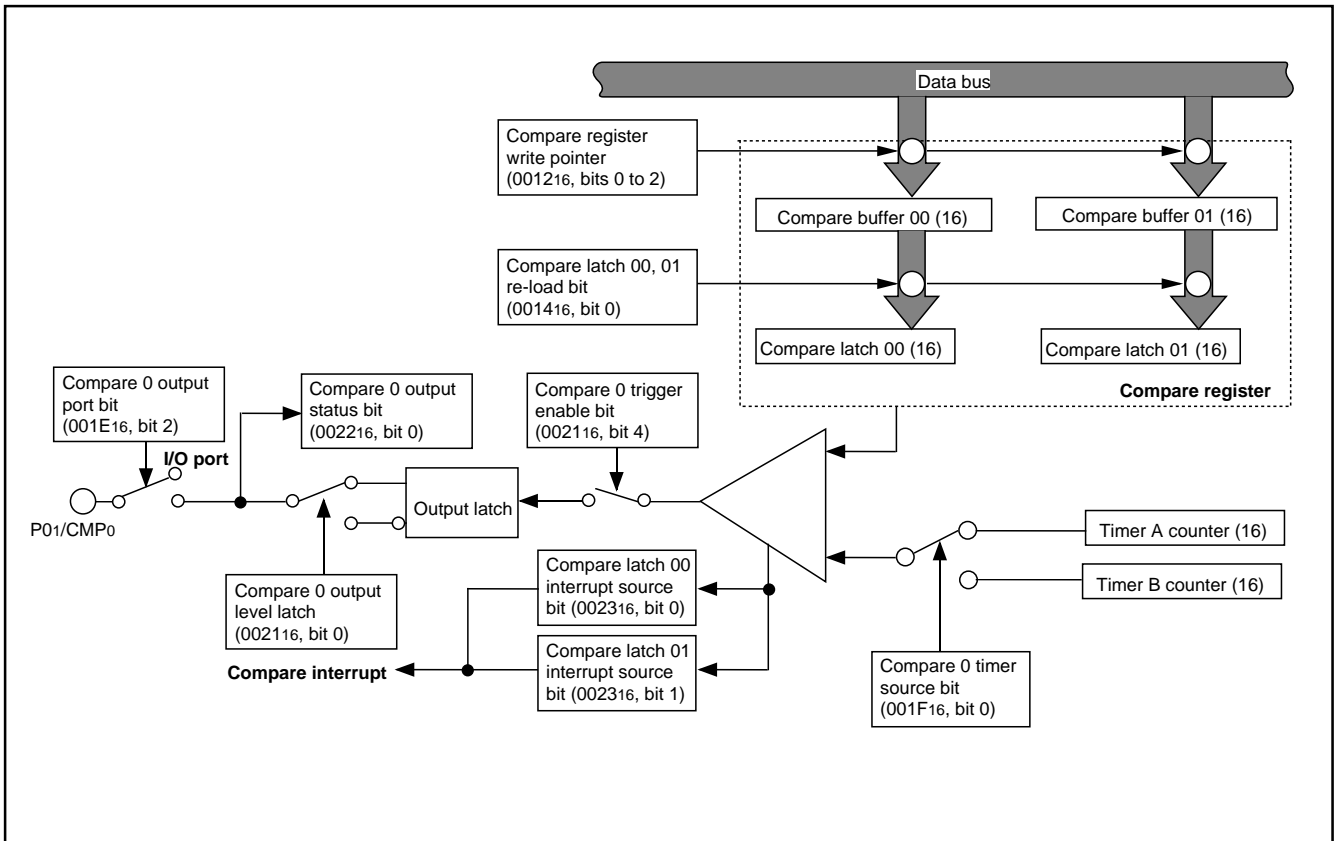 Data bus
Compare register
write pointer
(001216, bits 0 to 2)
Compare buffer 00 (16)
Compare buffer 01 (16)
Compare latch 00, 01
re-load bit
(001416, bit 0)
Compare latch 00 (16)
Compare latch 01 (16)
Compare register
Compare 0 output
port bit
(001E16, bit 2)
Compare 0 output
status bit
(002216, bit 0)
Compare 0 trigger
enable bit
(002116, bit 4)
I/O port
P01/CMP0
Output latch
Timer A counter (16)
Timer B counter (16)
Compare 0 output
level latch
(002116, bit 0)
Compare latch 00
interrupt source
bit (002316, bit 0)
Compare latch 01
interrupt source
bit (002316, bit 1)
Compare interrupt
Compare 0 timer
source bit
(001F16, bit 0)